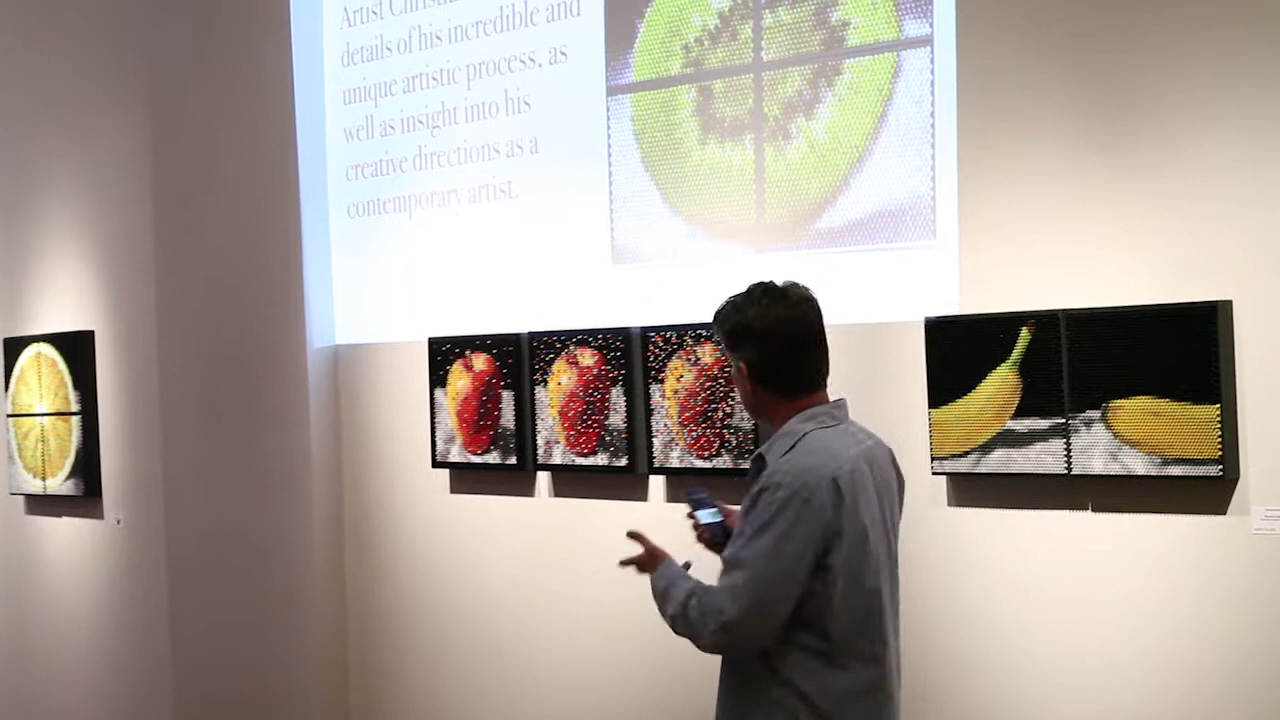 Artist
details of his incredible and
unique artistic process, as
well as insight into his
creative directions as a
contemporary artist.